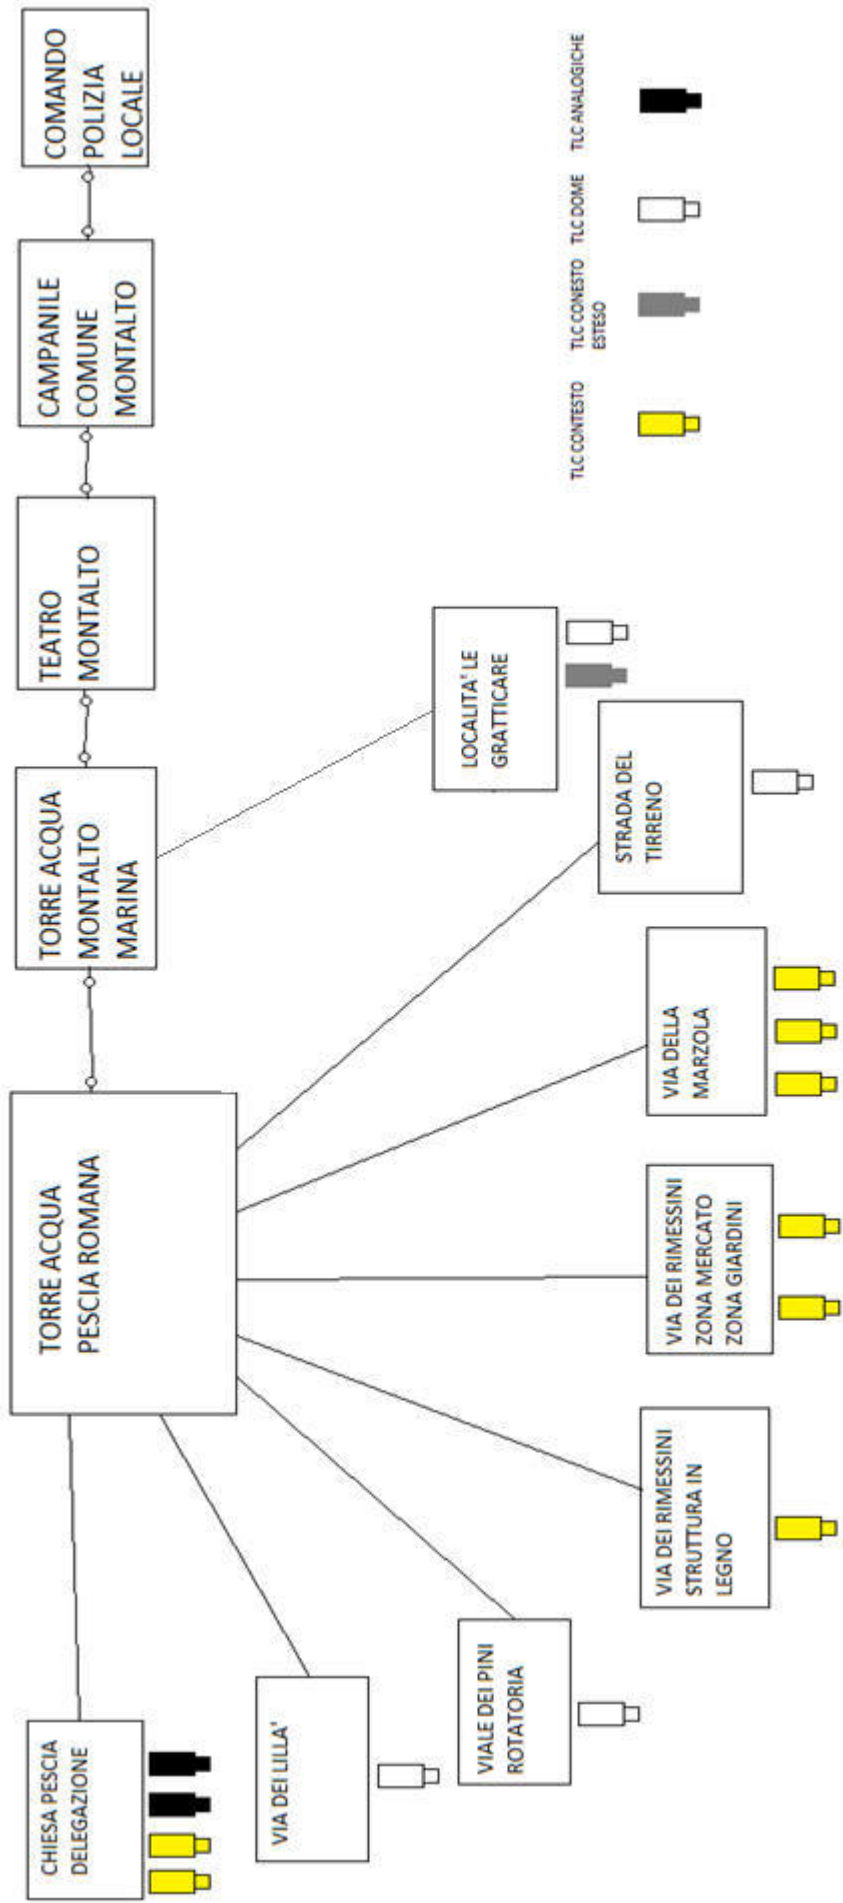 CHIESA PESCIA
DELEGAZIONE
TORRE ACQUA
PESCIA ROMANA
TORRE ACQUA
MONTALTO
MARINA
TEATRO
MONTALTO
CAMPANILE
COMUNE
MONTALTO
COMANDO
POLIZIA
LOCALE
VIA DEI LILLA'
VIALE DEI PINI
ROTATORIA
VIA DEI RIMESSINI
STRUTTURA IN
LEGNO
VIA DEI RIMESSINI
ZONA MERCATO
ZONA GIARDINI
VIA DELLA
MARZOLA
STRADA DEL
TIRRENO
LOCALITA' LE
GRATTICARE
TLC CONTESTO
TLC CONESTO
ESTESO
TLC DOME
TLC ANALOGICHE